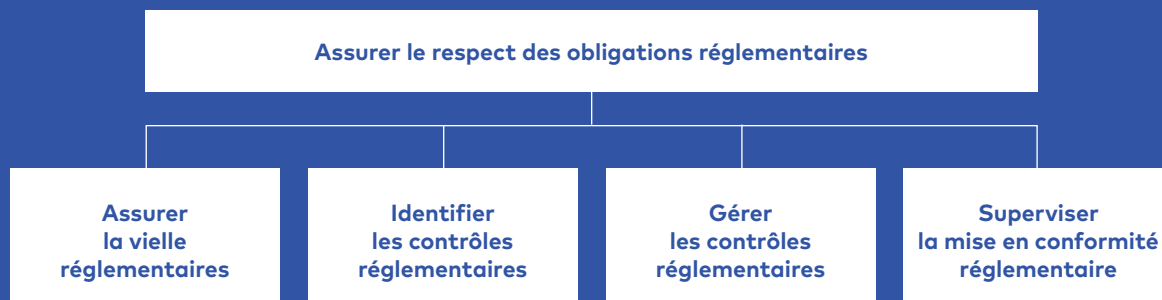 Assurer le respect des obligations réglementaires
Assurer
la vielle
réglementaires
Identifier
les contrôles
réglementaires
Gérer
les contrôles
réglementaires
Superviser
la mise en conformité
réglementaire